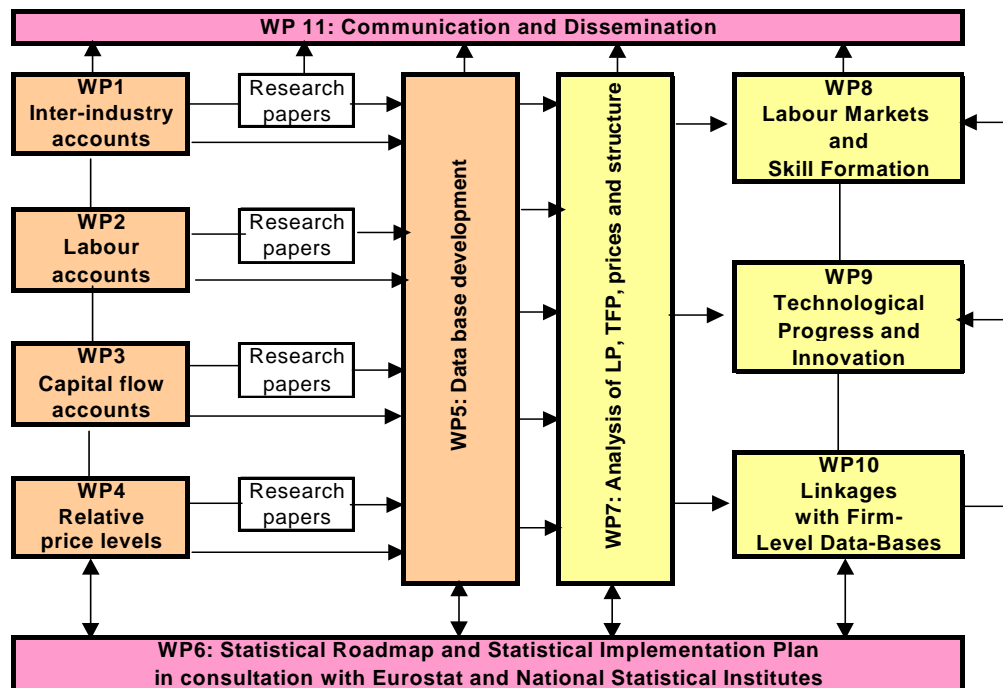 WP 11: Communication and Dissemination
WP1
Inter-industry
accounts
Research
papers
WP2
Labour
accounts
Research
papers
WP3
Capital flow
accounts
Research
papers
WP4
Relative
price levels
Research
papers
WP5: Data base development
WP7: Analysis of LP, TFP, prices and structure
WP8
Labour Markets
and
Skill Formation
WP9
Technological
Progress and
Innovation
WP10
Linkages
with Firm-
Level Data-Bases
WP6: Statistical Roadmap and Statistical Implementation Plan
in consultation with Eurostat and National Statistical Institutes